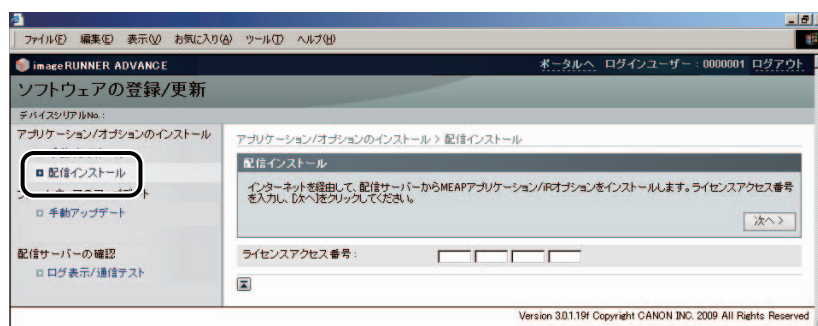 ファイル(F) 編集(E) 表示(V) お気に入り(A) ツール(T) ヘルプ(H)
imageRUNNER ADVANCE
ポータルへ ログインユーザー : 0000001 ログアウト
ソフトウェアの登録/更新
デバイスシリアルNo. :
アプリケーション/オプションのインストール
配信インストール
手動アップデート
配信サーバーの確認
ログ表示/通信テスト
アプリケーション/オプションのインストール > 配信インストール
配信インストール
インターネットを経由して、配信サーバーからMEAPアプリケーション/iRオプションをインストールします。ライセンスアクセス番号
を入力し、[次へ]をクリックしてください。
次へ >
ライセンスアクセス番号 :
Version 3.0.1.19f Copyright CANON INC. 2009 All Rights Reserved